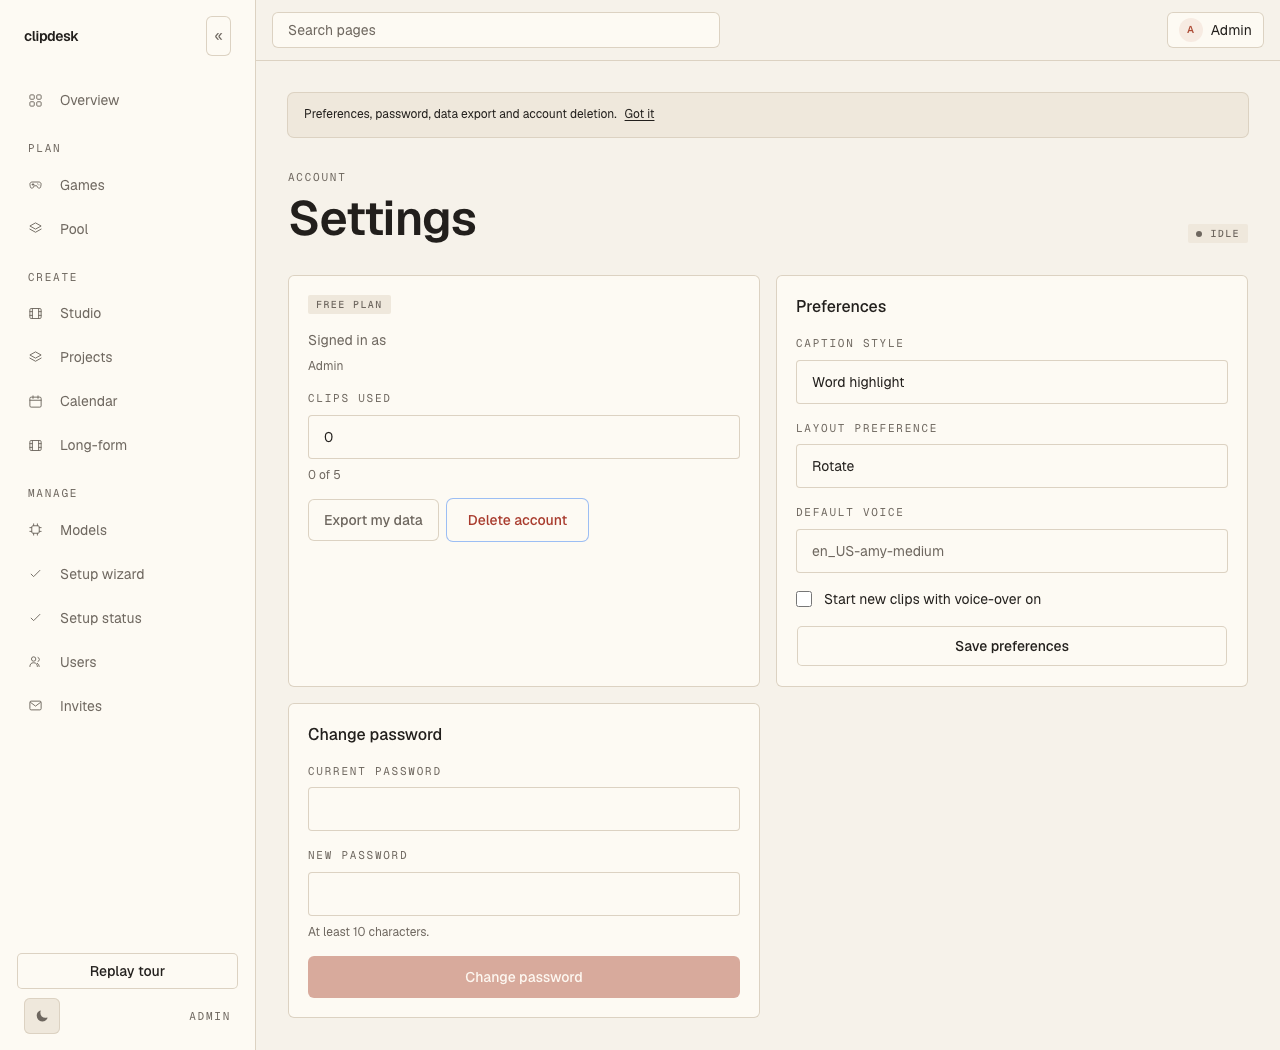 clipdesk
«
Search pages
A
Admin
Overview
PLAN
Games
Pool
CREATE
Studio
Projects
Calendar
Long-form
MANAGE
Models
Setup wizard
Setup status
Users
Invites
Replay tour
ADMIN
Preferences, password, data export and account deletion. Got it
ACCOUNT
Settings
IDLE
FREE PLAN
Signed in as
Admin
CLIPS USED
0
0 of 5
Export my data
Delete account
Preferences
CAPTION STYLE
Word highlight
LAYOUT PREFERENCE
Rotate
DEFAULT VOICE
en_US-amy-medium
Start new clips with voice-over on
Save preferences
Change password
CURRENT PASSWORD
NEW PASSWORD
At least 10 characters.
Change password